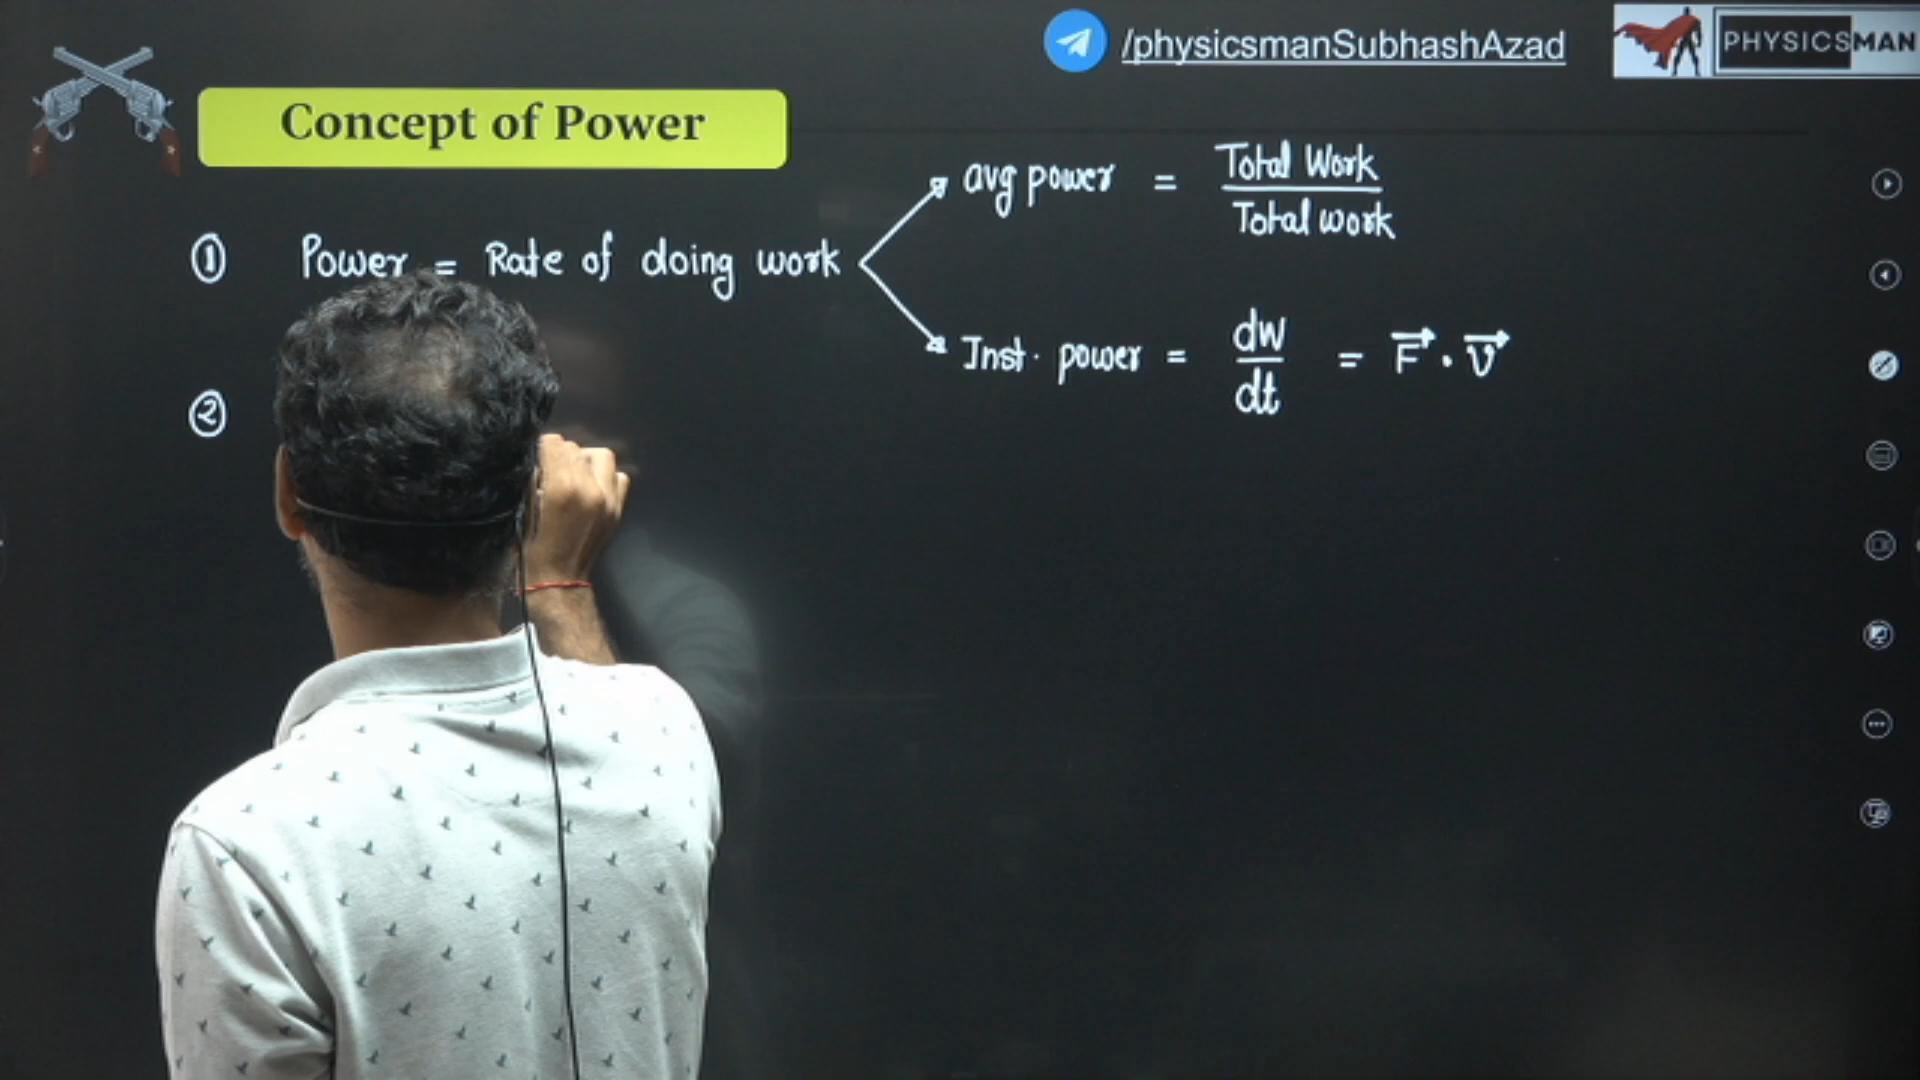 /physicsmanSubhashAzad
PHYSICSMAN
Concept of Power
① Power = Rate of doing work
avg power = Total Work / Total work
Inst. power = dw / dt = F⃗ · v⃗
②